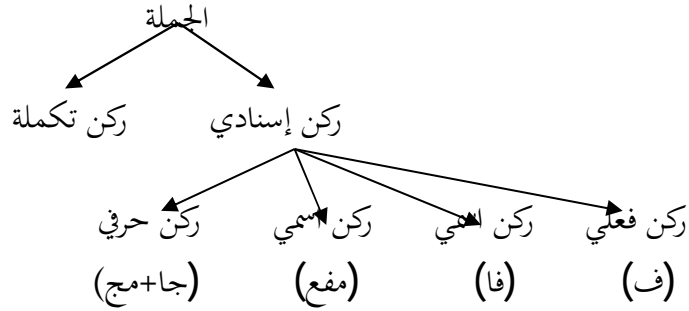 الجملة
ركن إسنادي ركن تكملة
ركن فعلي ركن اسمي ركن اسمي ركن حرفي
(ف) (فا) (مفع) (جا+مج)